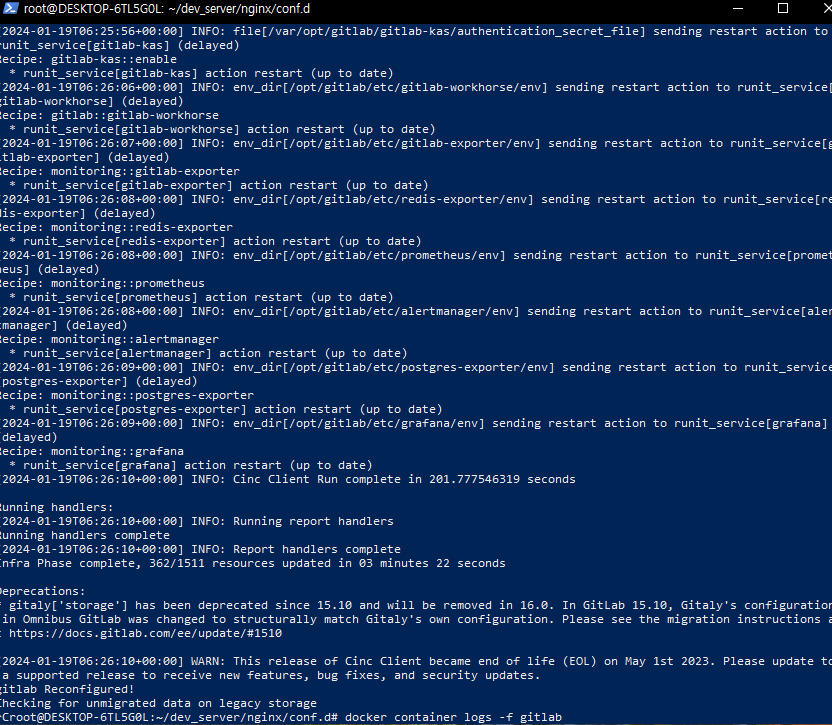 root@DESKTOP-6TL5G0L: ~/dev_server/nginx/conf.d
[2024-01-19T06:25:56+00:00] INFO: file[/var/opt/gitlab/gitlab-kas/authentication_secret_file] sending restart action to
runit_service[gitlab-kas] (delayed)
Recipe: gitlab-kas::enable
* runit_service[gitlab-kas] action restart (up to date)
[2024-01-19T06:26:06+00:00] INFO: env_dir[/opt/gitlab/etc/gitlab-workhorse/env] sending restart action to runit_service[
gitlab-workhorse] (delayed)
Recipe: gitlab::gitlab-workhorse
* runit_service[gitlab-workhorse] action restart (up to date)
[2024-01-19T06:26:07+00:00] INFO: env_dir[/opt/gitlab/etc/gitlab-exporter/env] sending restart action to runit_service[g
itlab-exporter] (delayed)
Recipe: monitoring::gitlab-exporter
* runit_service[gitlab-exporter] action restart (up to date)
[2024-01-19T06:26:08+00:00] INFO: env_dir[/opt/gitlab/etc/redis-exporter/env] sending restart action to runit_service[re
dis-exporter] (delayed)
Recipe: monitoring::redis-exporter
* runit_service[redis-exporter] action restart (up to date)
[2024-01-19T06:26:08+00:00] INFO: env_dir[/opt/gitlab/etc/prometheus/env] sending restart action to runit_service[promet
heus] (delayed)
Recipe: monitoring::prometheus
* runit_service[prometheus] action restart (up to date)
[2024-01-19T06:26:08+00:00] INFO: env_dir[/opt/gitlab/etc/alertmanager/env] sending restart action to runit_service[aler
tmanager] (delayed)
Recipe: monitoring::alertmanager
* runit_service[alertmanager] action restart (up to date)
[2024-01-19T06:26:09+00:00] INFO: env_dir[/opt/gitlab/etc/postgres-exporter/env] sending restart action to runit_service
[postgres-exporter] (delayed)
Recipe: monitoring::postgres-exporter
* runit_service[postgres-exporter] action restart (up to date)
[2024-01-19T06:26:09+00:00] INFO: env_dir[/opt/gitlab/etc/grafana/env] sending restart action to runit_service[grafana]
(delayed)
Recipe: monitoring::grafana
* runit_service[grafana] action restart (up to date)
[2024-01-19T06:26:10+00:00] INFO: Cinc Client Run complete in 201.777546319 seconds
Running handlers:
[2024-01-19T06:26:10+00:00] INFO: Running report handlers
Running handlers complete
[2024-01-19T06:26:10+00:00] INFO: Report handlers complete
Infra Phase complete, 362/1511 resources updated in 03 minutes 22 seconds
Deprecations:
* gitaly['storage'] has been deprecated since 15.10 and will be removed in 16.0. In GitLab 15.10, Gitaly's configuration
in Omnibus GitLab was changed to structurally match Gitaly's own configuration. Please see the migration instructions a
t https://docs.gitlab.com/ee/update/#1510
[2024-01-19T06:26:10+00:00] WARN: This release of Cinc Client became end of life (EOL) on May 1st 2023. Please update to
a supported release to receive new features, bug fixes, and security updates.
gitlab Reconfigured!
Checking for unmigrated data on legacy storage
^Croot@DESKTOP-6TL5G0L:~/dev_server/nginx/conf.d# docker container logs -f gitlab